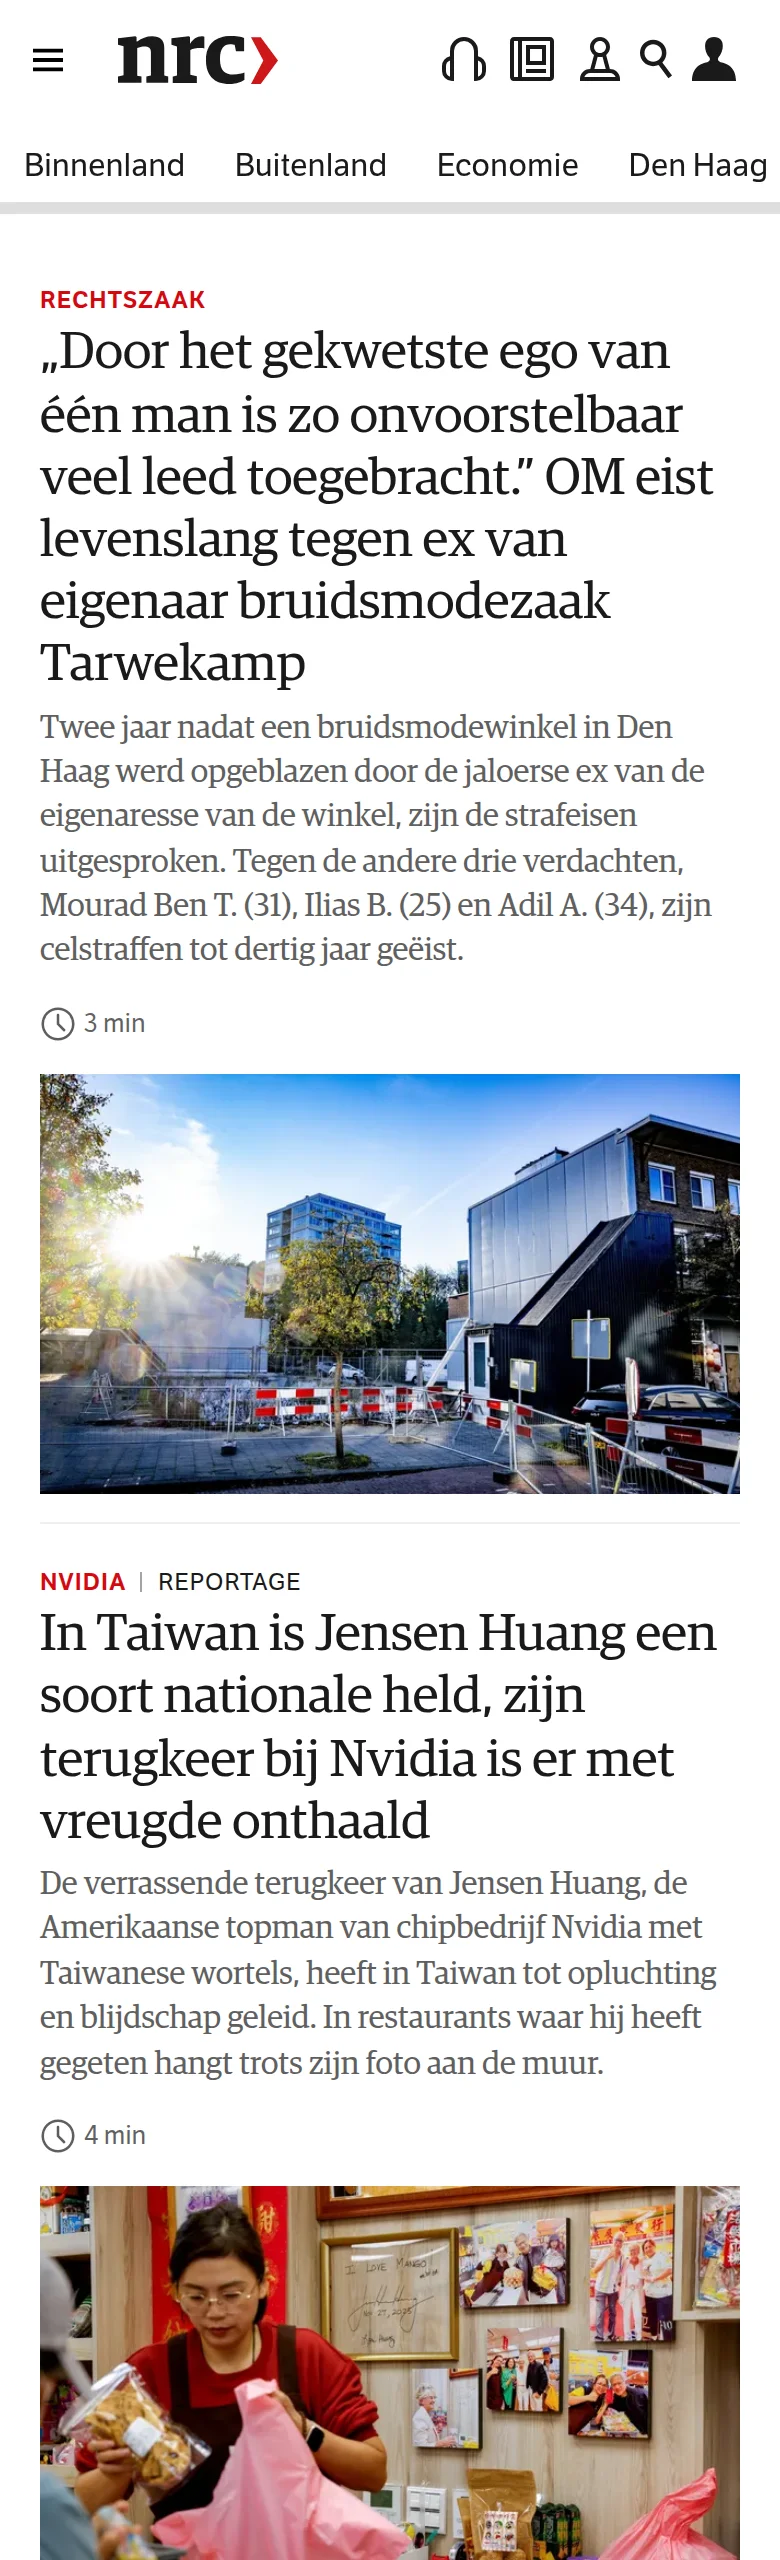 nrc
Binnenland Buitenland Economie Den Haag
RECHTSZAAK
„Door het gekwetste ego van
één man is zo onvoorstelbaar
veel leed toegebracht.” OM eist
levenslang tegen ex van
eigenaar bruidsmodezaak
Tarwekamp
Twee jaar nadat een bruidsmodewinkel in Den
Haag werd opgeblazen door de jaloerse ex van de
eigenaresse van de winkel, zijn de strafeisen
uitgesproken. Tegen de andere drie verdachten,
Mourad Ben T. (31), Ilias B. (25) en Adil A. (34), zijn
celstraffen tot dertig jaar geëist.
3 min
NVIDIA | REPORTAGE
In Taiwan is Jensen Huang een
soort nationale held, zijn
terugkeer bij Nvidia is er met
vreugde onthaald
De verrassende terugkeer van Jensen Huang, de
Amerikaanse topman van chipbedrijf Nvidia met
Taiwanese wortels, heeft in Taiwan tot opluchting
en blijdschap geleid. In restaurants waar hij heeft
gegeten hangt trots zijn foto aan de muur.
4 min
I LOVE MANGO